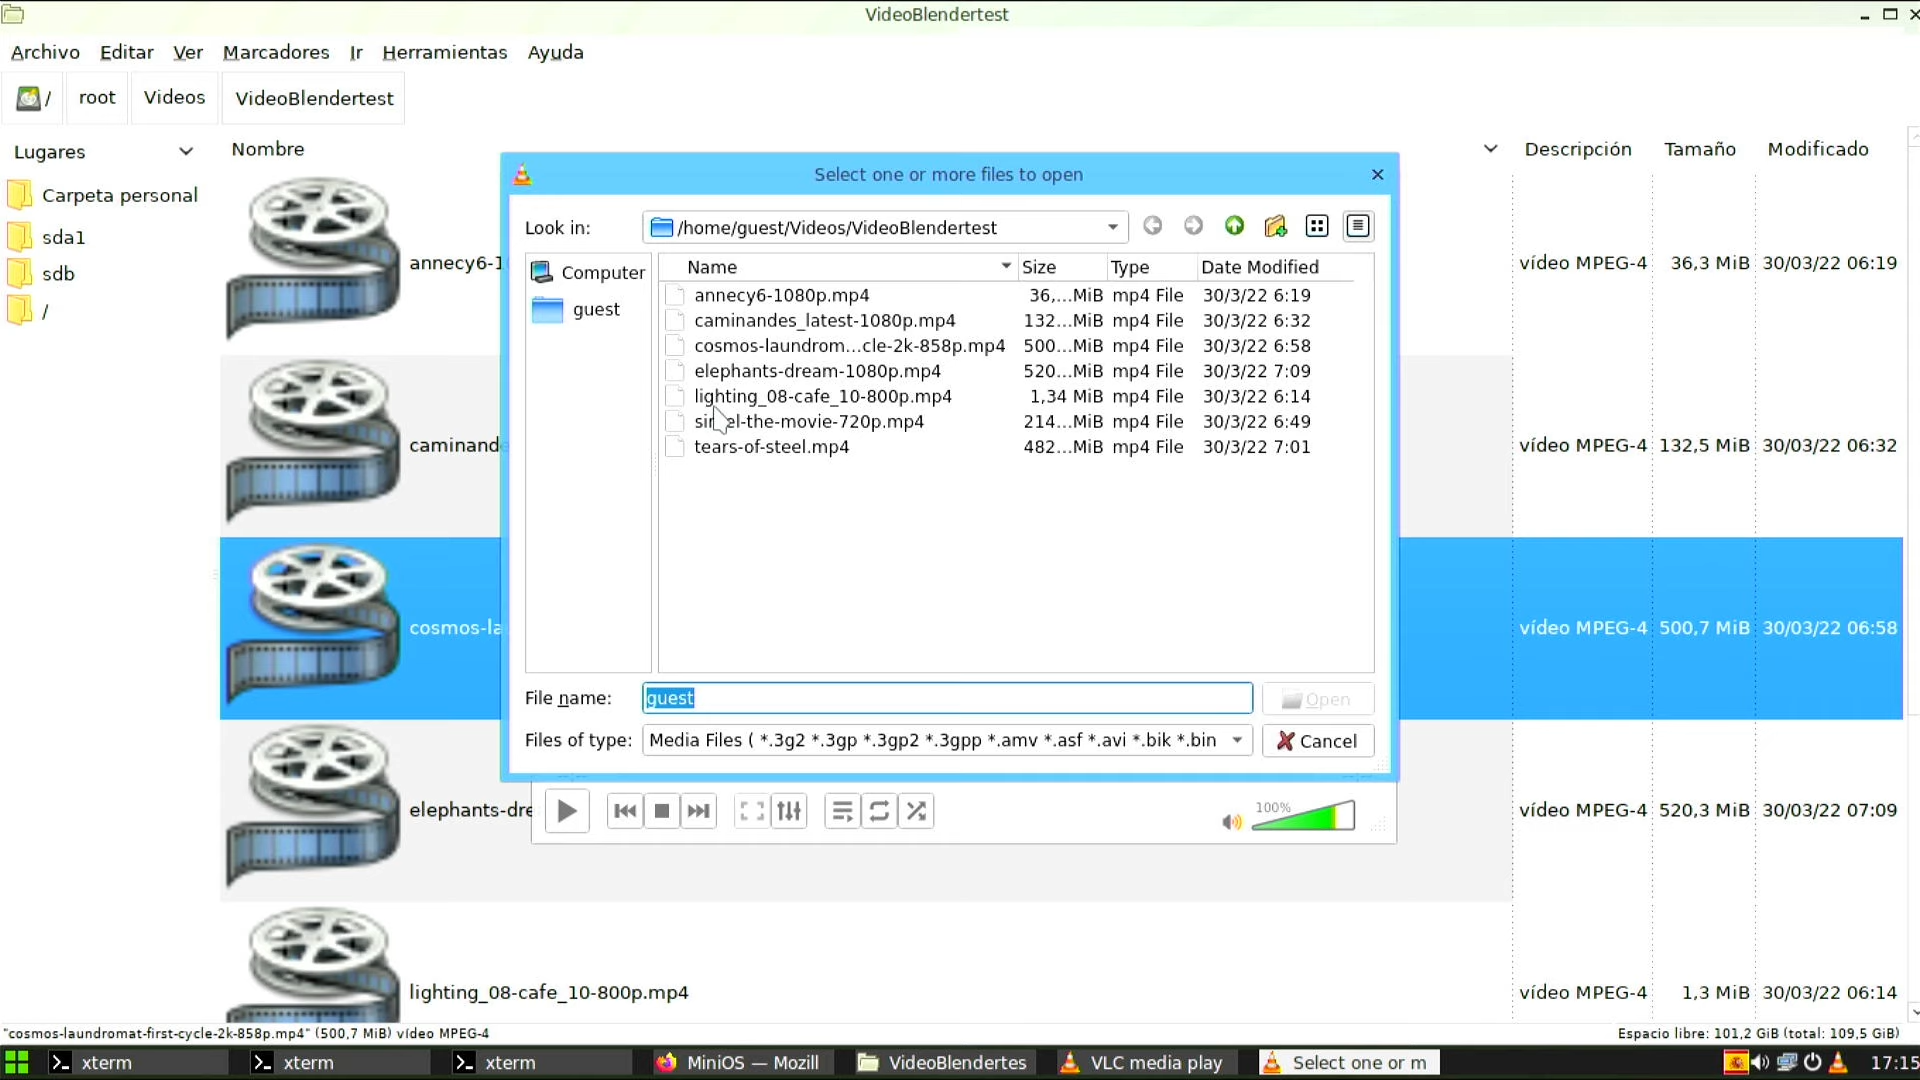 VideoBlendertest
Archivo Editar Ver Marcadores Ir Herramientas Ayuda
/ root Videos VideoBlendertest
Lugares
Carpeta personal
sda1
sdb
/
Nombre Descripción Tamaño Modificado
annecy6-1 vídeo MPEG-4 36,3 MiB 30/03/22 06:19
caminande vídeo MPEG-4 132,5 MiB 30/03/22 06:32
cosmos-la vídeo MPEG-4 500,7 MiB 30/03/22 06:58
elephants-dre vídeo MPEG-4 520,3 MiB 30/03/22 07:09
lighting_08-cafe_10-800p.mp4 vídeo MPEG-4 1,3 MiB 30/03/22 06:14
Select one or more files to open
Look in: /home/guest/Videos/VideoBlendertest
Computer
guest
Name Size Type Date Modified
annecy6-1080p.mp4 36,...MiB mp4 File 30/3/22 6:19
caminandes_latest-1080p.mp4 132...MiB mp4 File 30/3/22 6:32
cosmos-laundrom...cle-2k-858p.mp4 500...MiB mp4 File 30/3/22 6:58
elephants-dream-1080p.mp4 520...MiB mp4 File 30/3/22 7:09
lighting_08-cafe_10-800p.mp4 1,34 MiB mp4 File 30/3/22 6:14
sintel-the-movie-720p.mp4 214...MiB mp4 File 30/3/22 6:49
tears-of-steel.mp4 482...MiB mp4 File 30/3/22 7:01
File name: guest Open
Files of type: Media Files ( *.3g2 *.3gp *.3gp2 *.3gpp *.amv *.asf *.avi *.bik *.bin Cancel
100%
"cosmos-laundromat-first-cycle-2k-858p.mp4" (500,7 MiB) vídeo MPEG-4 Espacio libre: 101,2 GiB (total: 109,5 GiB)
xterm xterm xterm MiniOS — Mozill VideoBlendertes VLC media play Select one or m 17:15